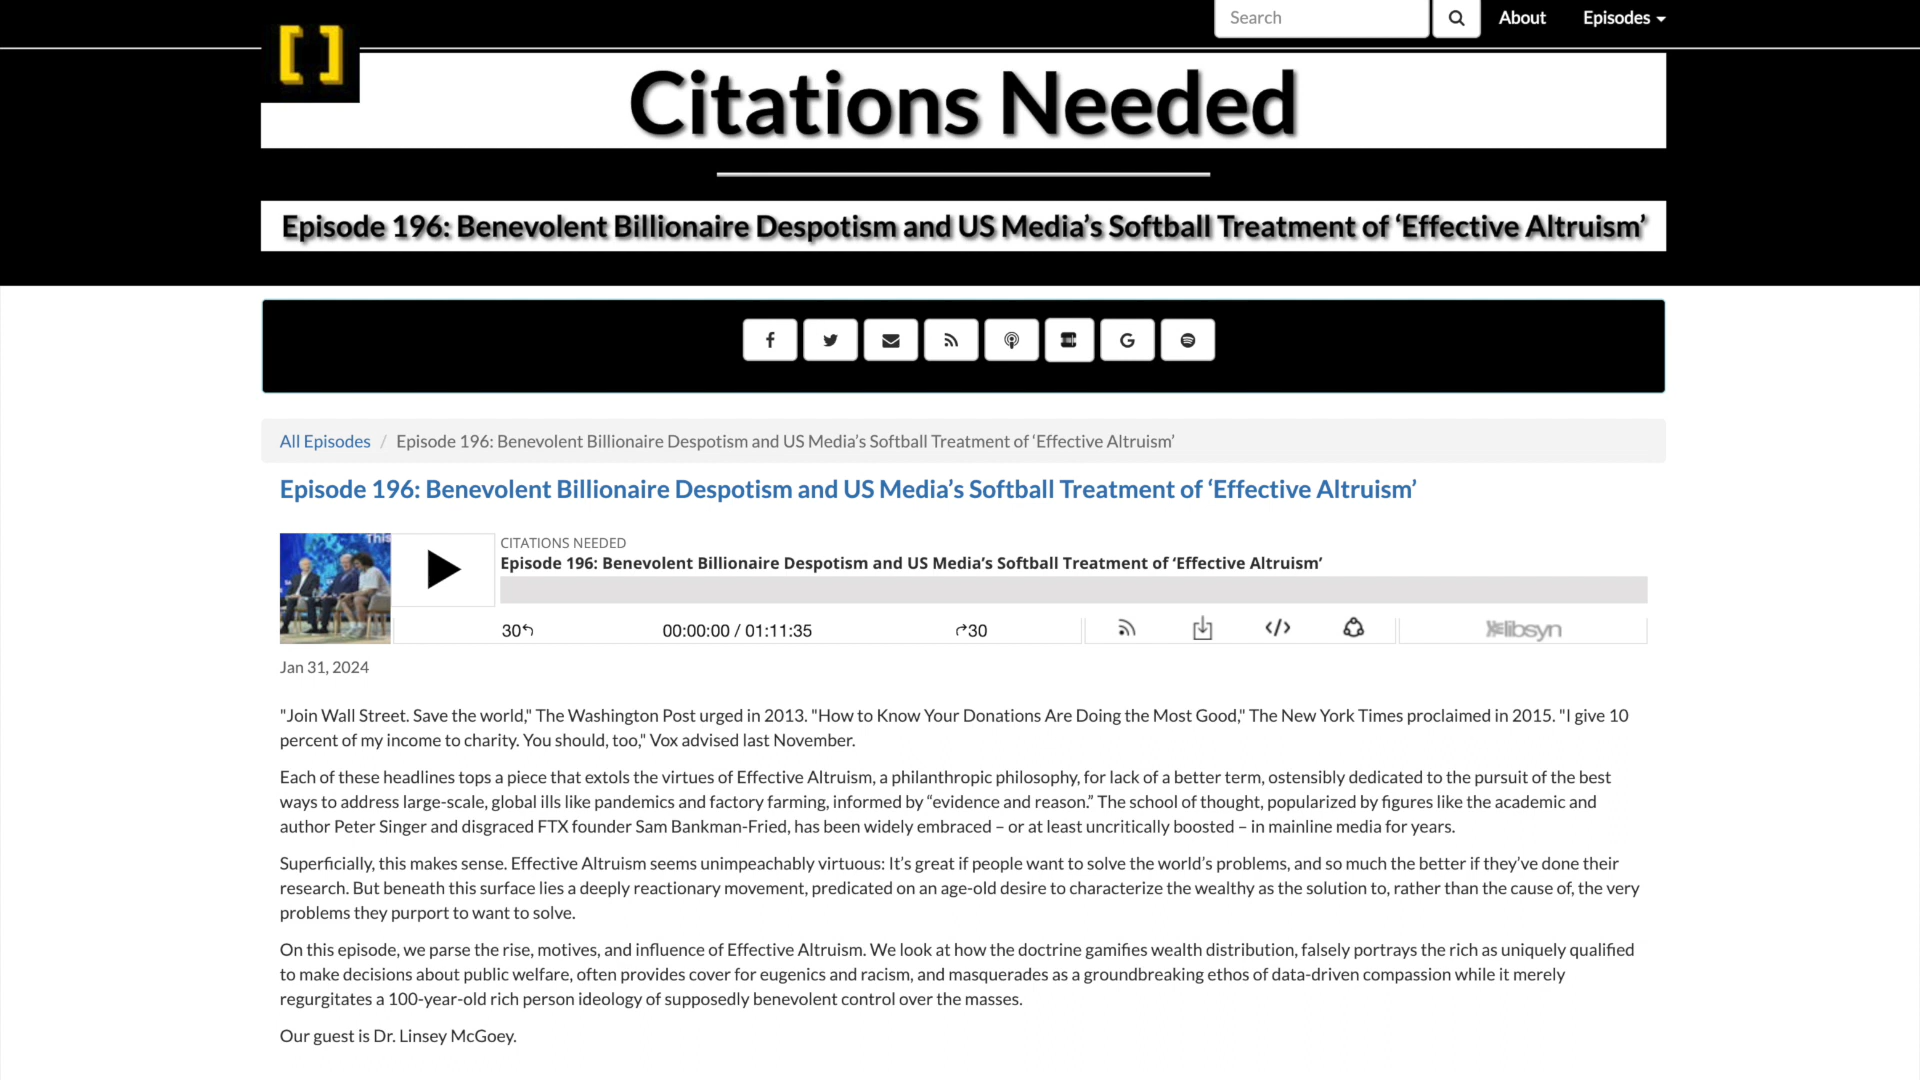 Search
About
Episodes
[ ]
Citations Needed
Episode 196: Benevolent Billionaire Despotism and US Media’s Softball Treatment of ‘Effective Altruism’
All Episodes / Episode 196: Benevolent Billionaire Despotism and US Media’s Softball Treatment of ‘Effective Altruism’
Episode 196: Benevolent Billionaire Despotism and US Media’s Softball Treatment of ‘Effective Altruism’
This
CITATIONS NEEDED
Episode 196: Benevolent Billionaire Despotism and US Media’s Softball Treatment of ‘Effective Altruism’
30
00:00:00 / 01:11:35
30
libsyn
Jan 31, 2024
"Join Wall Street. Save the world," The Washington Post urged in 2013. "How to Know Your Donations Are Doing the Most Good," The New York Times proclaimed in 2015. "I give 10
percent of my income to charity. You should, too," Vox advised last November.
Each of these headlines tops a piece that extols the virtues of Effective Altruism, a philanthropic philosophy, for lack of a better term, ostensibly dedicated to the pursuit of the best
ways to address large-scale, global ills like pandemics and factory farming, informed by “evidence and reason.” The school of thought, popularized by figures like the academic and
author Peter Singer and disgraced FTX founder Sam Bankman-Fried, has been widely embraced – or at least uncritically boosted – in mainline media for years.
Superficially, this makes sense. Effective Altruism seems unimpeachably virtuous: It’s great if people want to solve the world’s problems, and so much the better if they’ve done their
research. But beneath this surface lies a deeply reactionary movement, predicated on an age-old desire to characterize the wealthy as the solution to, rather than the cause of, the very
problems they purport to want to solve.
On this episode, we parse the rise, motives, and influence of Effective Altruism. We look at how the doctrine gamifies wealth distribution, falsely portrays the rich as uniquely qualified
to make decisions about public welfare, often provides cover for eugenics and racism, and masquerades as a groundbreaking ethos of data-driven compassion while it merely
regurgitates a 100-year-old rich person ideology of supposedly benevolent control over the masses.
Our guest is Dr. Linsey McGoey.